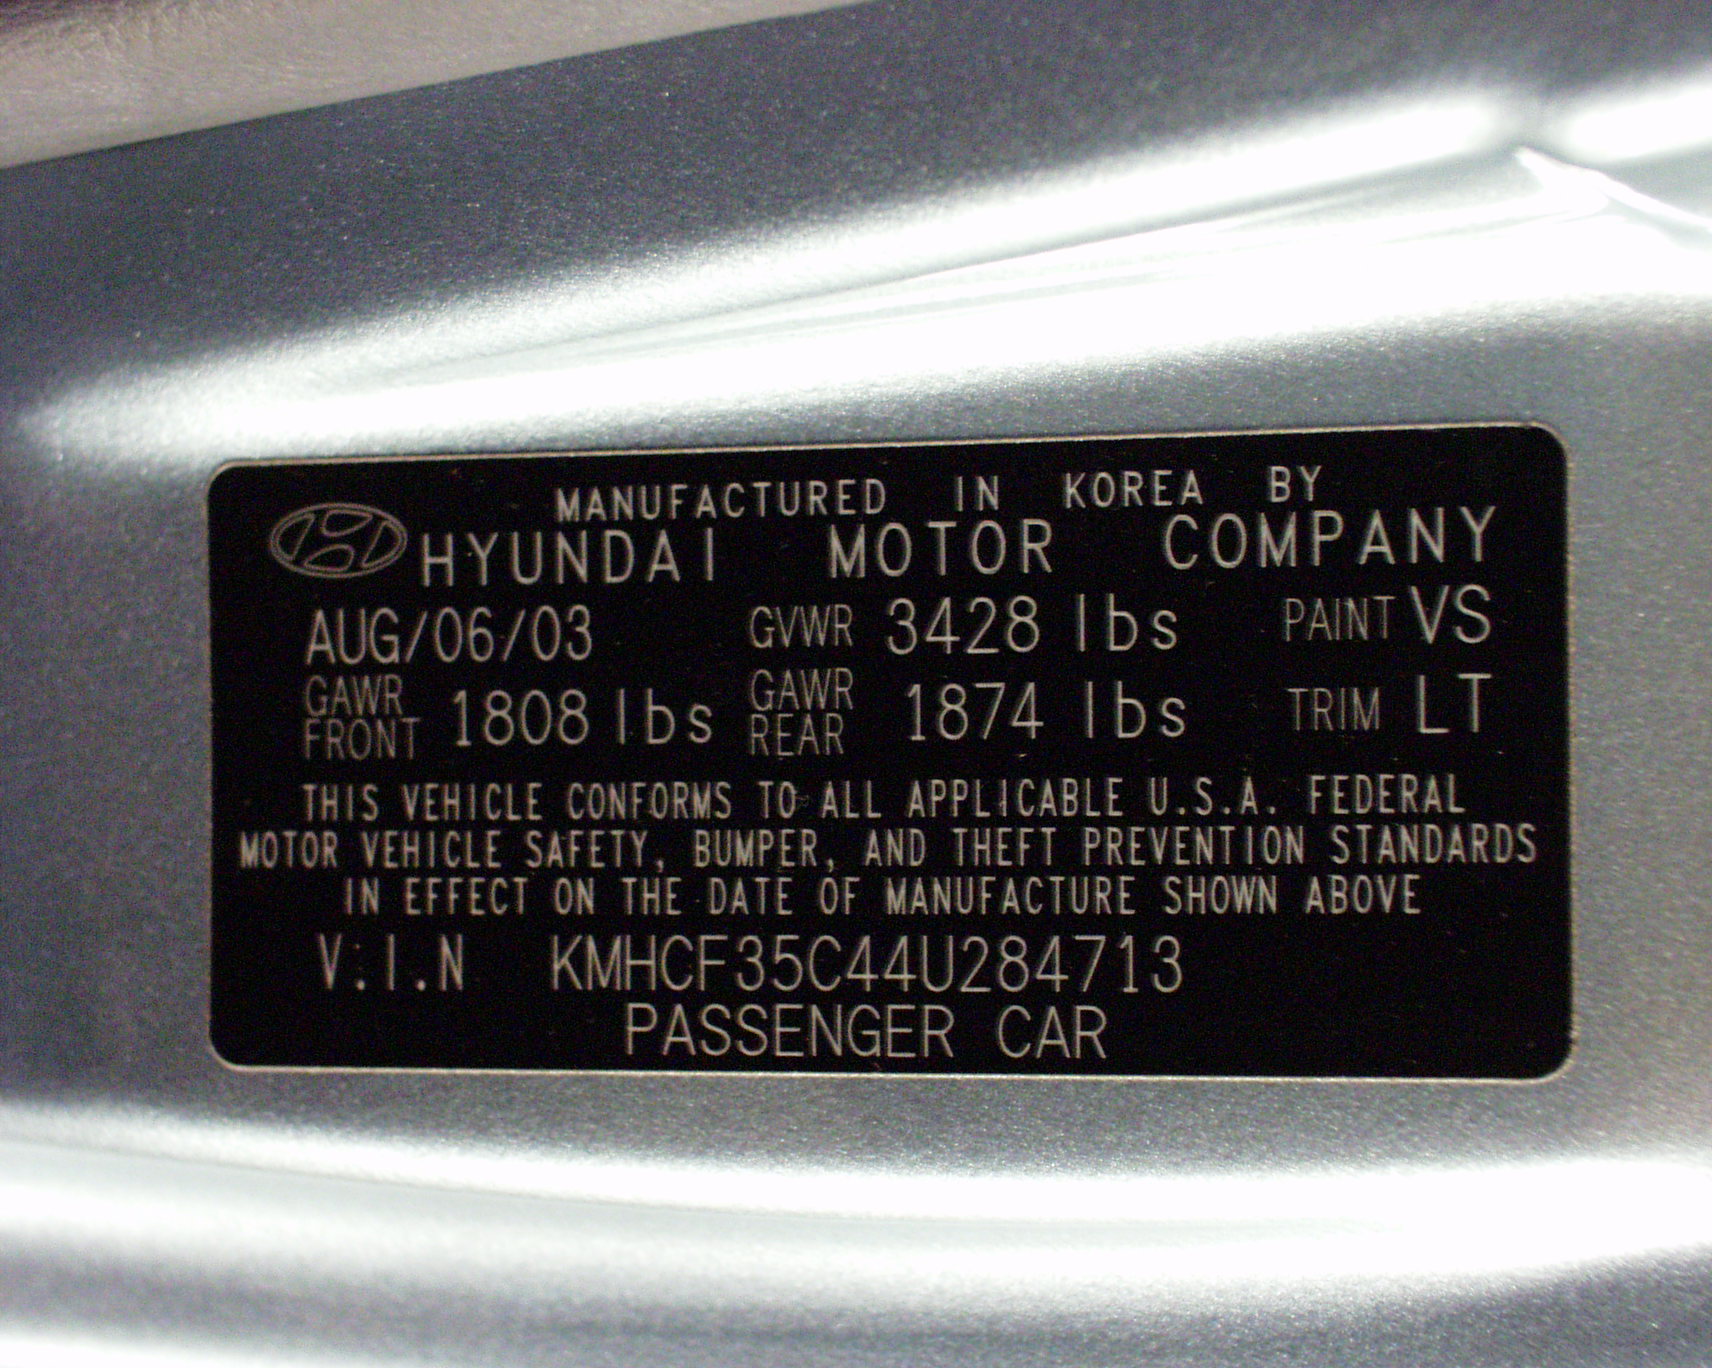 MANUFACTURED IN KOREA BY
HYUNDAI MOTOR COMPANY
AUG/06/03 GVWR 3428 lbs PAINT VS
GAWR FRONT 1808 lbs GAWR REAR 1874 lbs TRIM LT
THIS VEHICLE CONFORMS TO ALL APPLICABLE U.S.A. FEDERAL
MOTOR VEHICLE SAFETY, BUMPER, AND THEFT PREVENTION STANDARDS
IN EFFECT ON THE DATE OF MANUFACTURE SHOWN ABOVE
V.I.N KMHCF35C44U284713
PASSENGER CAR